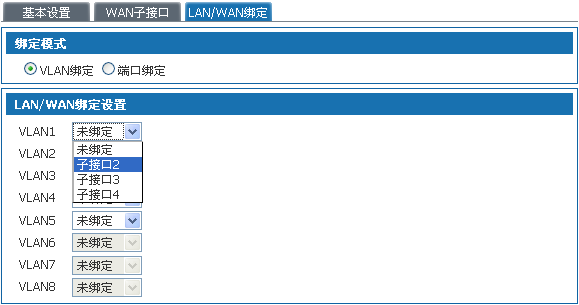 基本设置 WAN子接口 LAN/WAN绑定
绑定模式
VLAN绑定 端口绑定
LAN/WAN绑定设置
VLAN1 未绑定
VLAN2 未绑定
子接口2
VLAN3 子接口3
VLAN4 子接口4
VLAN5 未绑定
VLAN6 未绑定
VLAN7 未绑定
VLAN8 未绑定